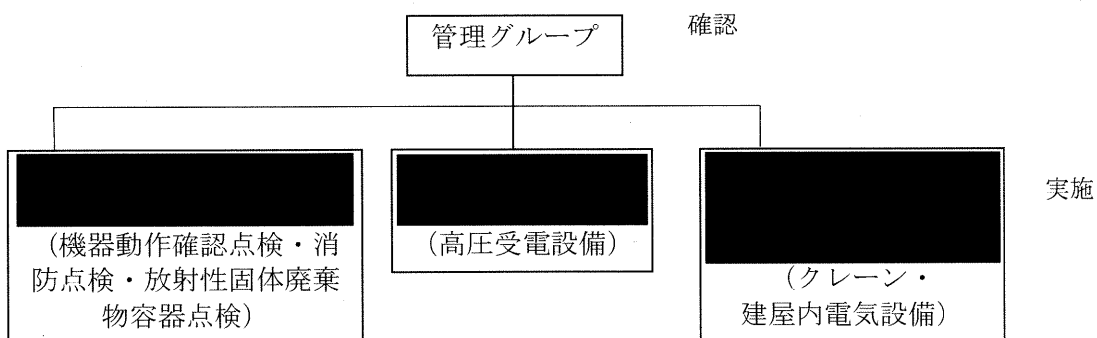 管理グループ
確認
実施
(機器動作確認点検・消
防点検・放射性固体廃棄
物容器点検)
(高圧受電設備)
(クレーン・
建屋内電気設備)